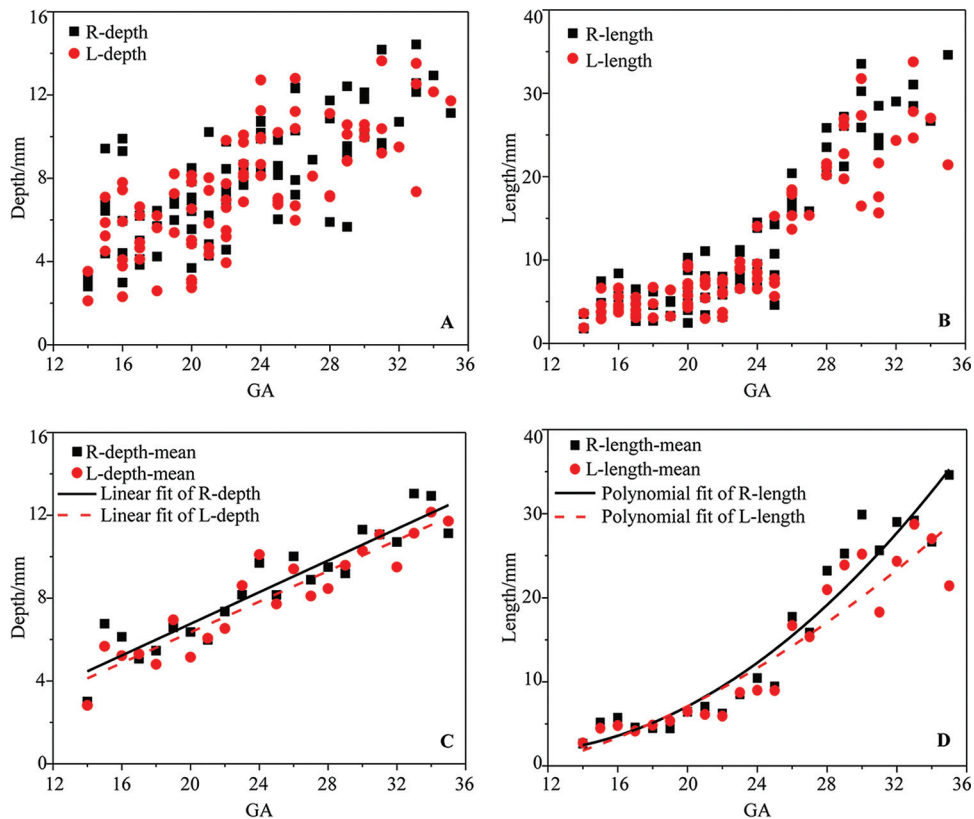 16
12
8
4
0
Depth/mm
R-depth
L-depth
A
12 16 20 24 28 32 36
GA
40
30
20
10
0
Length/mm
R-length
L-length
B
12 16 20 24 28 32 36
GA
16
12
8
4
0
Depth/mm
R-depth-mean
L-depth-mean
Linear fit of R-depth
Linear fit of L-depth
C
12 16 20 24 28 32 36
GA
40
30
20
10
0
Length/mm
R-length-mean
L-length-mean
Polynomial fit of R-length
Polynomial fit of L-length
D
12 16 20 24 28 32 36
GA